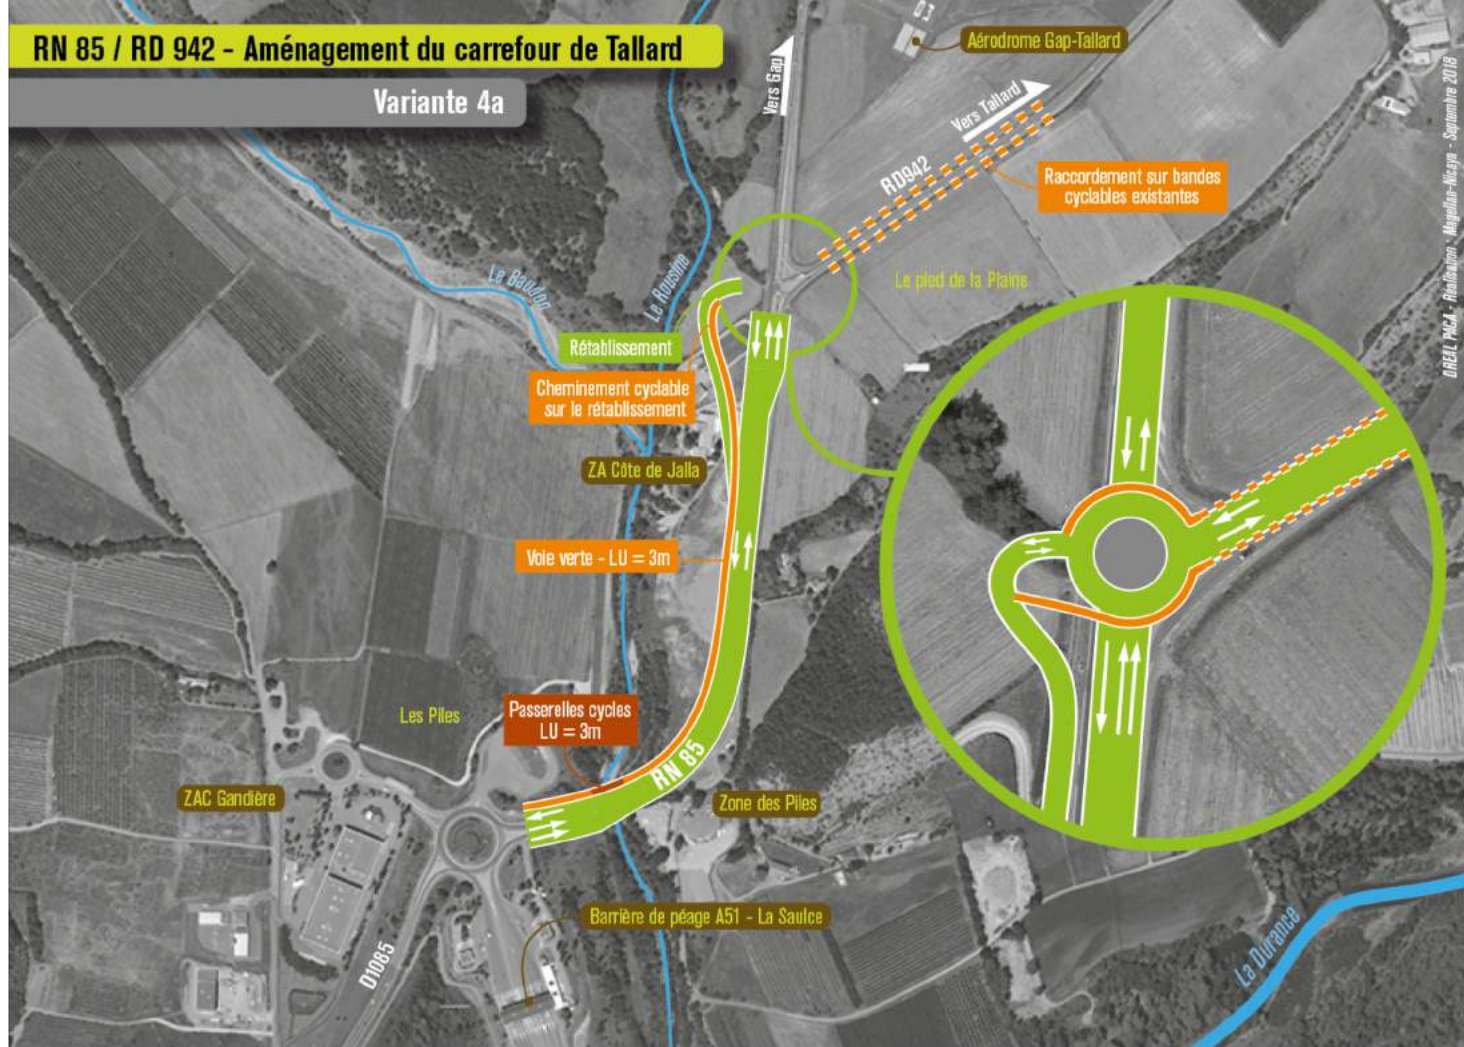 RN 85 / RD 942 - Aménagement du carrefour de Tallard
Variante 4a
Vers Gap
Aérodrome Gap-Tallard
Vers Tallard
RD942
Raccordement sur bandes
cyclables existantes
DREAL PACA - Réalisation : Magellan-Nicaya - Septembre 2018
Le Baudon
Le Rousine
Le pied de la Plaine
Rétablissement
Cheminement cyclable
sur le rétablissement
ZA Côte de Jalla
Voie verte - LU = 3m
Passerelles cycles
LU = 3m
Les Piles
RN 85
ZAC Gandière
Zone des Piles
Barrière de péage A51 - La Saulce
D1085
La Durance